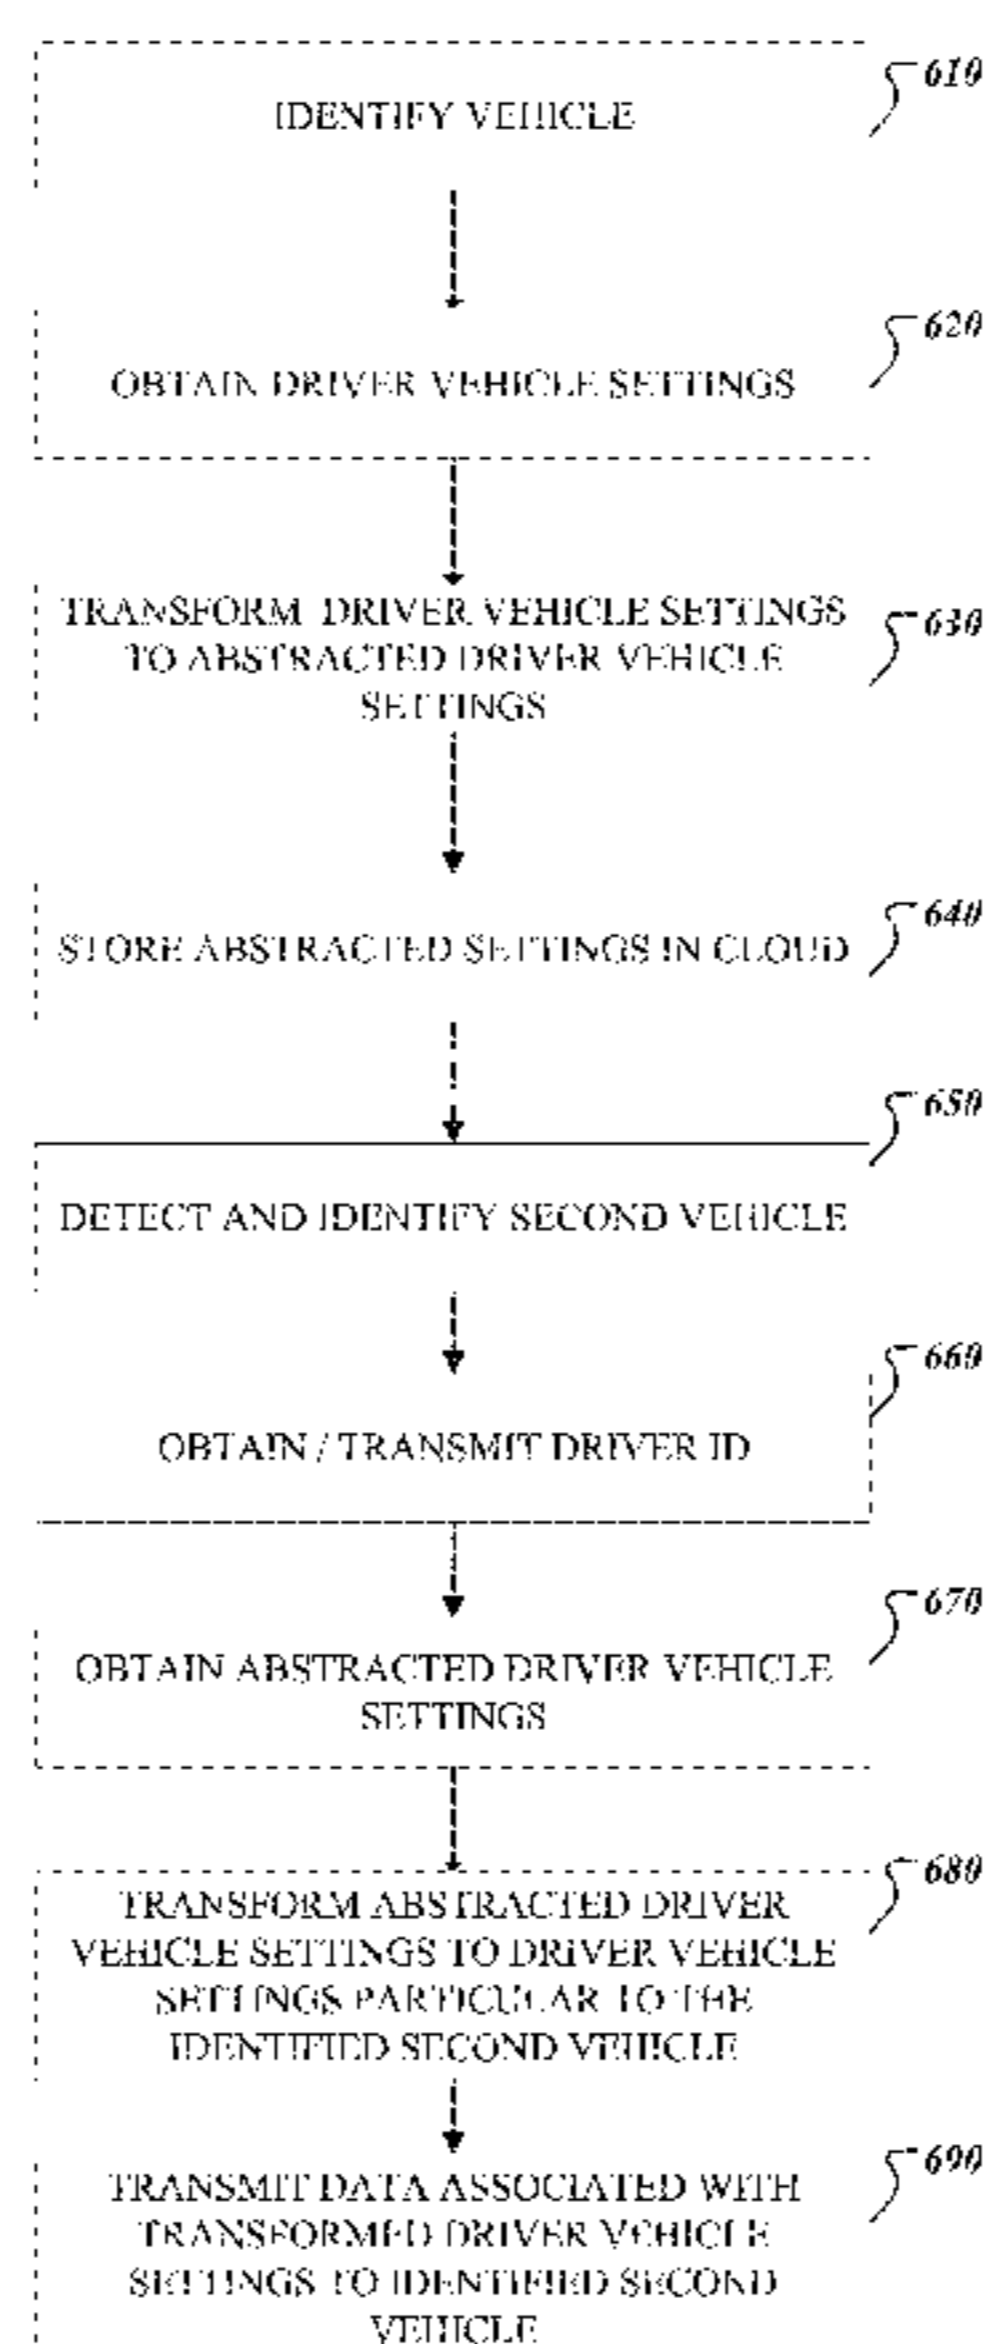 610
IDENTIFY VEHICLE
620
OBTAIN DRIVER VEHICLE SETTINGS
630
TRANSFORM DRIVER VEHICLE SETTINGS
TO ABSTRACTED DRIVER VEHICLE
SETTINGS
640
STORE ABSTRACTED SETTINGS IN CLOUD
650
DETECT AND IDENTIFY SECOND VEHICLE
660
OBTAIN / TRANSMIT DRIVER ID
670
OBTAIN ABSTRACTED DRIVER VEHICLE
SETTINGS
680
TRANSFORM ABSTRACTED DRIVER
VEHICLE SETTINGS TO DRIVER VEHICLE
SETTINGS PARTICULAR TO THE
IDENTIFIED SECOND VEHICLE
690
TRANSMIT DATA ASSOCIATED WITH
TRANSFORMED DRIVER VEHICLE
SETTINGS TO IDENTIFIED SECOND
VEHICLE